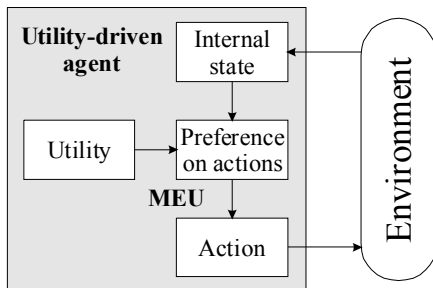 Utility-driven
agent
Internal
state
Utility
Preference
on actions
MEU
Action
Environment